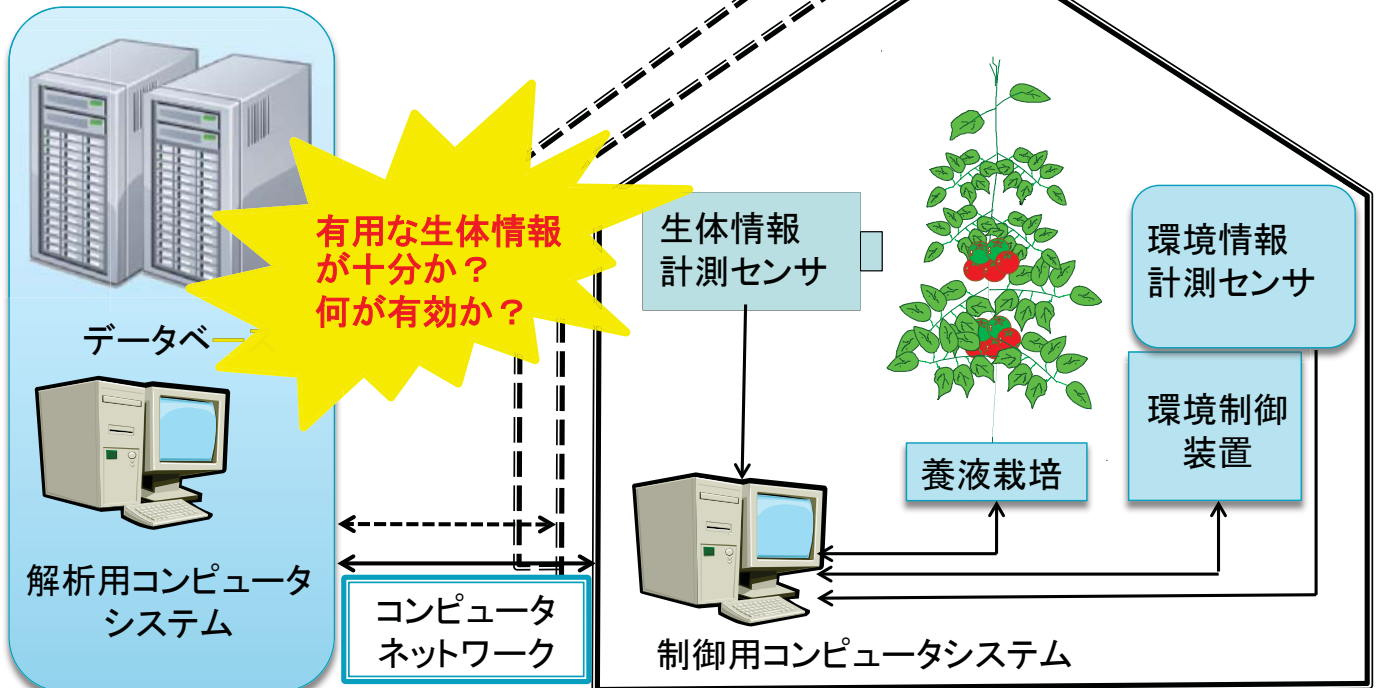 有用な生体情報
が十分か？
何が有効か？
データベース
解析用コンピュータ
システム
コンピュータ
ネットワーク
生体情報
計測センサ
環境情報
計測センサ
環境制御
装置
養液栽培
制御用コンピュータシステム